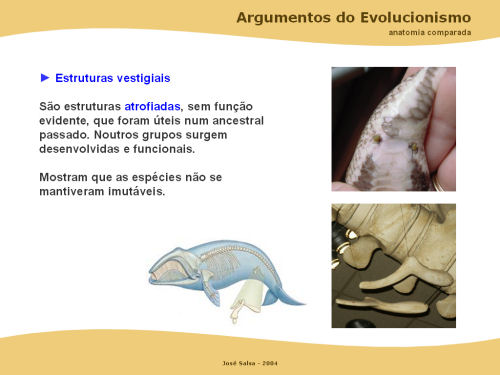 Argumentos do Evolucionismo
anatomia comparada
► Estruturas vestigiais
São estruturas atrofiadas, sem função
evidente, que foram úteis num ancestral
passado. Noutros grupos surgem
desenvolvidas e funcionais.
Mostram que as espécies não se
mantiveram imutáveis.
José Salsa - 2004